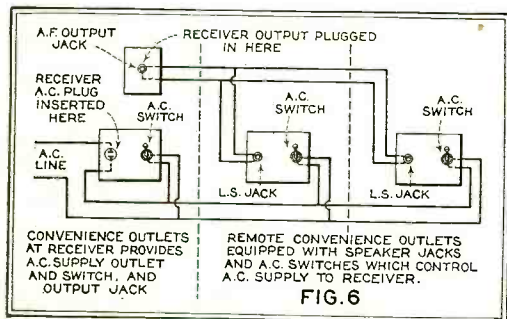 A.F. OUTPUT
JACK
RECEIVER OUTPUT PLUGGED
IN HERE
RECEIVER
A.C. PLUG
INSERTED
HERE
A.C.
SWITCH
A.C.
SWITCH
A.C.
SWITCH
A.C.
LINE
L.S. JACK
L.S. JACK
CONVENIENCE OUTLETS
AT RECEIVER PROVIDES
A.C. SUPPLY OUTLET
AND SWITCH, AND
OUTPUT JACK
REMOTE CONVENIENCE OUTLETS
EQUIPPED WITH SPEAKER JACKS
AND A.C. SWITCHES WHICH CONTROL
A.C. SUPPLY TO RECEIVER.
FIG. 6